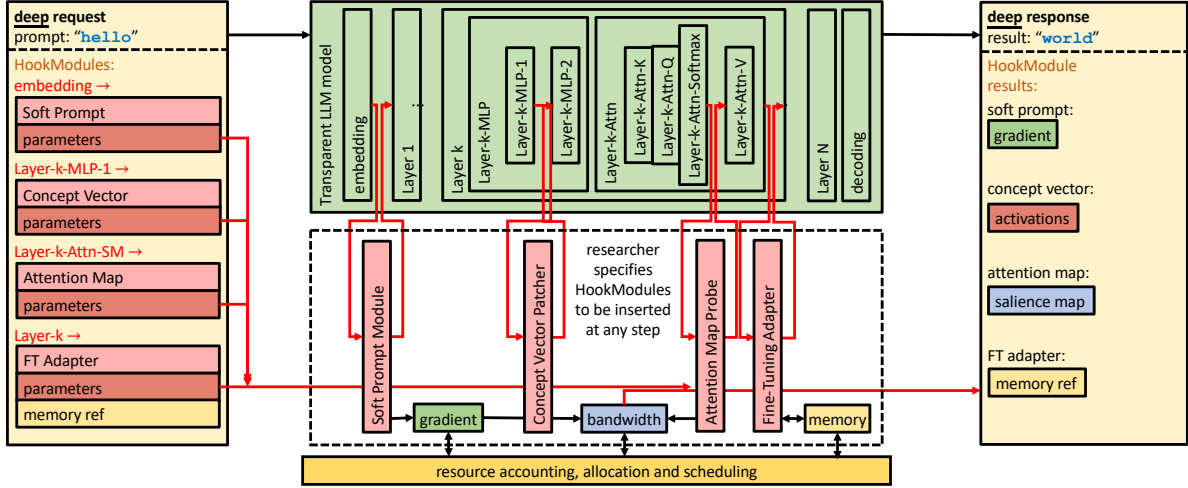 deep request
prompt: “hello”
HookModules:
embedding →
Soft Prompt
parameters
Layer-k-MLP-1 →
Concept Vector
parameters
Layer-k-Attn-SM →
Attention Map
parameters
Layer-k →
FT Adapter
parameters
memory ref
Transparent LLM model
embedding
Layer 1
...
Layer k
Layer-k-MLP
Layer-k-MLP-1
Layer-k-MLP-2
Layer-k-Attn
Layer-k-Attn-K
Layer-k-Attn-Q
Layer-k-Attn-Softmax
Layer-k-Attn-V
...
Layer N
decoding
Soft Prompt Module
Concept Vector Patcher
researcher
specifies
HookModules
to be inserted
at any step
Attention Map Probe
Fine-Tuning Adapter
gradient
bandwidth
memory
resource accounting, allocation and scheduling
deep response
result: “world”
HookModule
results:
soft prompt:
gradient
concept vector:
activations
attention map:
salience map
FT adapter:
memory ref